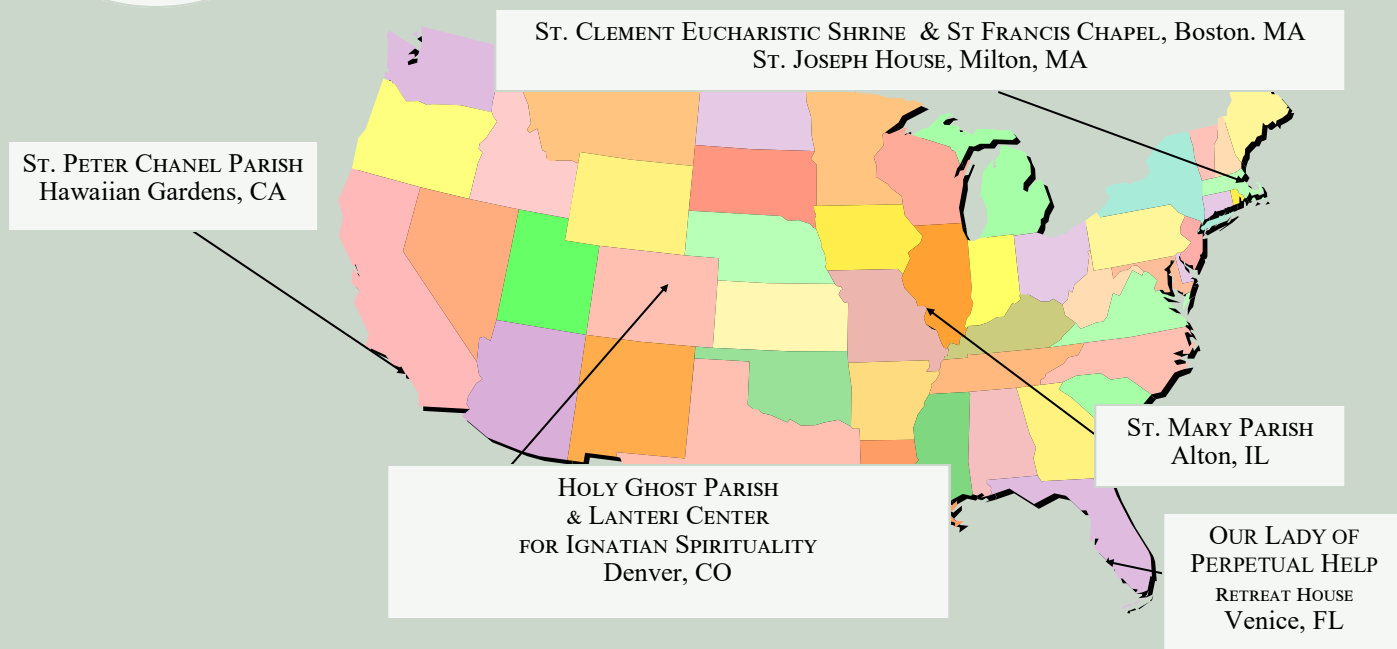 St. Clement Eucharistic Shrine & St Francis Chapel, Boston. MA
St. Joseph House, Milton, MA
St. Peter Chanel Parish
Hawaiian Gardens, CA
St. Mary Parish
Alton, IL
Holy Ghost Parish
& Lanteri Center
for Ignatian Spirituality
Denver, CO
Our Lady of
Perpetual Help
Retreat House
Venice, FL